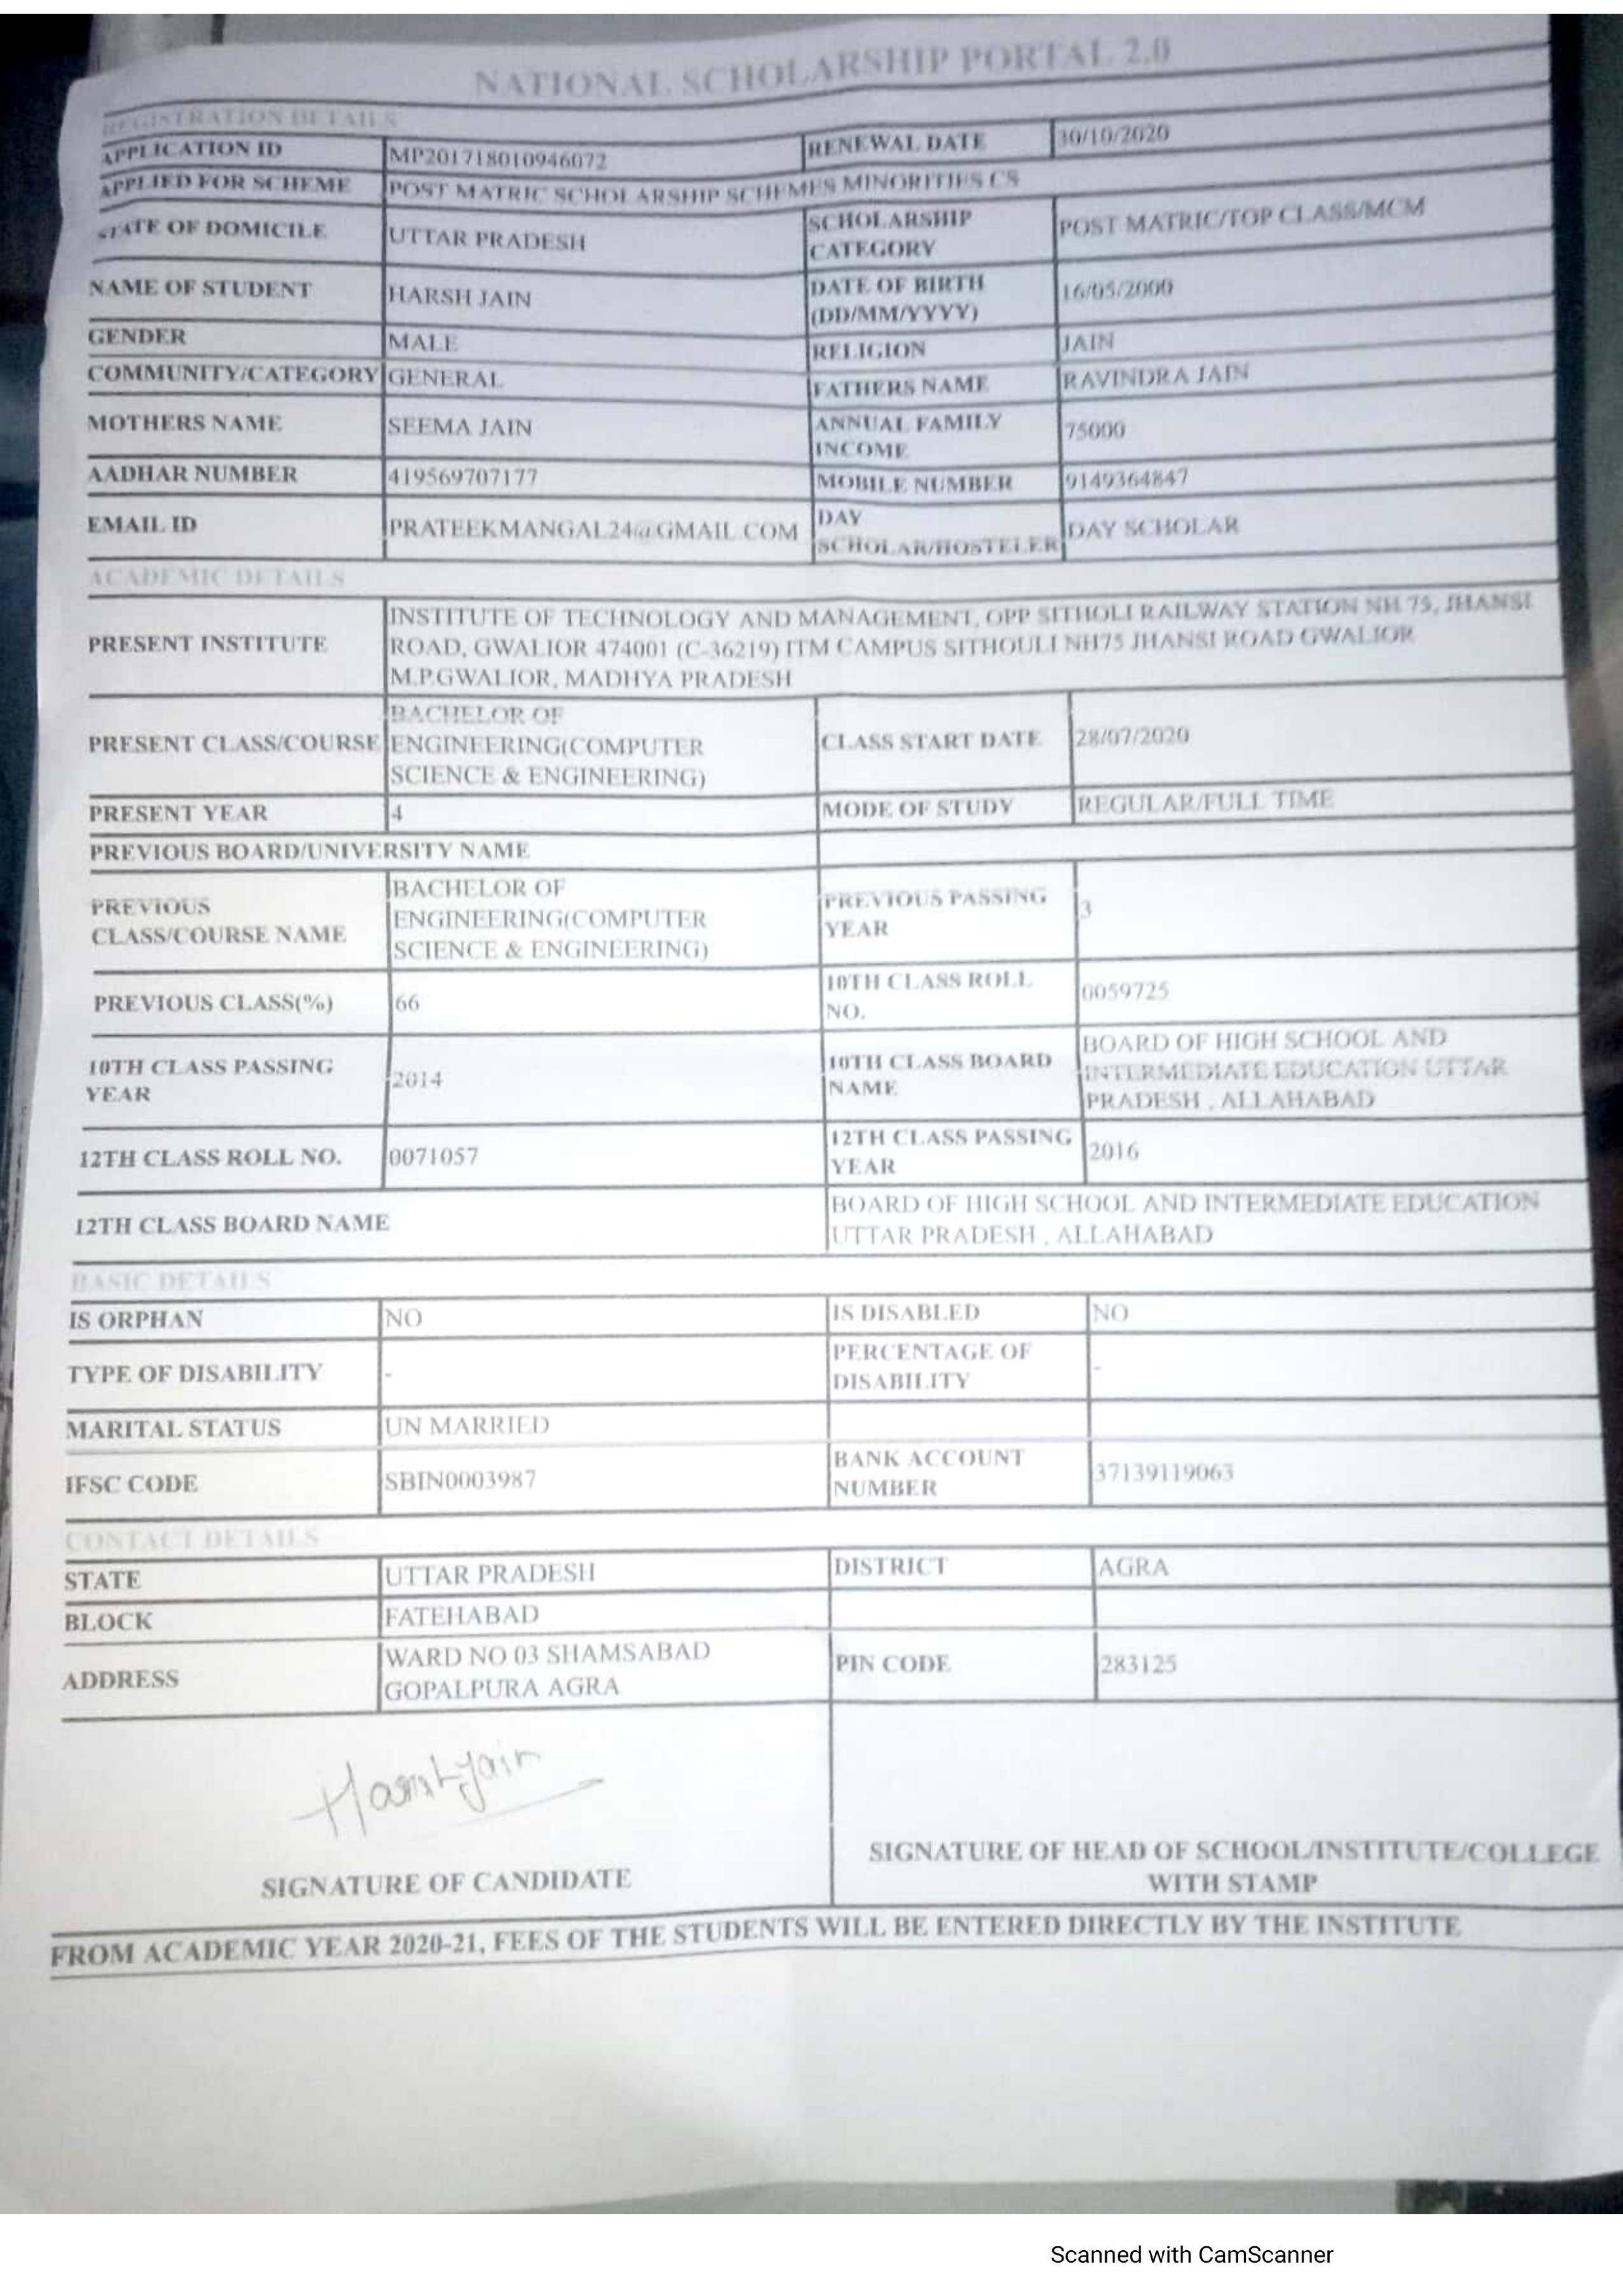 NATIONAL SCHOLARSHIP PORTAL 2.0
REGISTRATION DETAILS
APPLICATION ID MP201718010946072 RENEWAL DATE 30/10/2020
APPLIED FOR SCHEME POST MATRIC SCHOLARSHIP SCHEMES MINORITIES CS
STATE OF DOMICILE UTTAR PRADESH SCHOLARSHIP
CATEGORY POST MATRIC/TOP CLASS/MCM
NAME OF STUDENT HARSH JAIN DATE OF BIRTH
(DD/MM/YYYY) 16/05/2000
GENDER MALE RELIGION JAIN
COMMUNITY/CATEGORY GENERAL FATHERS NAME RAVINDRA JAIN
MOTHERS NAME SEEMA JAIN ANNUAL FAMILY
INCOME 75000
AADHAR NUMBER 419569707177 MOBILE NUMBER 9149364847
EMAIL ID PRATEEKMANGAL24@GMAIL.COM DAY
SCHOLAR/HOSTELER DAY SCHOLAR
ACADEMIC DETAILS
PRESENT INSTITUTE INSTITUTE OF TECHNOLOGY AND MANAGEMENT, OPP SITHOLI RAILWAY STATION NH 75, JHANSI
ROAD, GWALIOR 474001 (C-36219) ITM CAMPUS SITHOULI NH75 JHANSI ROAD GWALIOR
M.P.GWALIOR, MADHYA PRADESH
PRESENT CLASS/COURSE BACHELOR OF
ENGINEERING(COMPUTER
SCIENCE & ENGINEERING) CLASS START DATE 28/07/2020
PRESENT YEAR 4 MODE OF STUDY REGULAR/FULL TIME
PREVIOUS BOARD/UNIVERSITY NAME
PREVIOUS
CLASS/COURSE NAME BACHELOR OF
ENGINEERING(COMPUTER
SCIENCE & ENGINEERING) PREVIOUS PASSING
YEAR 3
PREVIOUS CLASS(%) 66 10TH CLASS ROLL
NO. 0059725
10TH CLASS PASSING
YEAR 2014 10TH CLASS BOARD
NAME BOARD OF HIGH SCHOOL AND
INTERMEDIATE EDUCATION UTTAR
PRADESH , ALLAHABAD
12TH CLASS ROLL NO. 0071057 12TH CLASS PASSING
YEAR 2016
12TH CLASS BOARD NAME BOARD OF HIGH SCHOOL AND INTERMEDIATE EDUCATION
UTTAR PRADESH , ALLAHABAD
BASIC DETAILS
IS ORPHAN NO IS DISABLED NO
TYPE OF DISABILITY - PERCENTAGE OF
DISABILITY -
MARITAL STATUS UN MARRIED
IFSC CODE SBIN0003987 BANK ACCOUNT
NUMBER 37139119063
CONTACT DETAILS
STATE UTTAR PRADESH DISTRICT AGRA
BLOCK FATEHABAD
ADDRESS WARD NO 03 SHAMSABAD
GOPALPURA AGRA PIN CODE 283125
Harsh Jain
SIGNATURE OF CANDIDATE
SIGNATURE OF HEAD OF SCHOOL/INSTITUTE/COLLEGE
WITH STAMP
FROM ACADEMIC YEAR 2020-21, FEES OF THE STUDENTS WILL BE ENTERED DIRECTLY BY THE INSTITUTE
Scanned with CamScanner